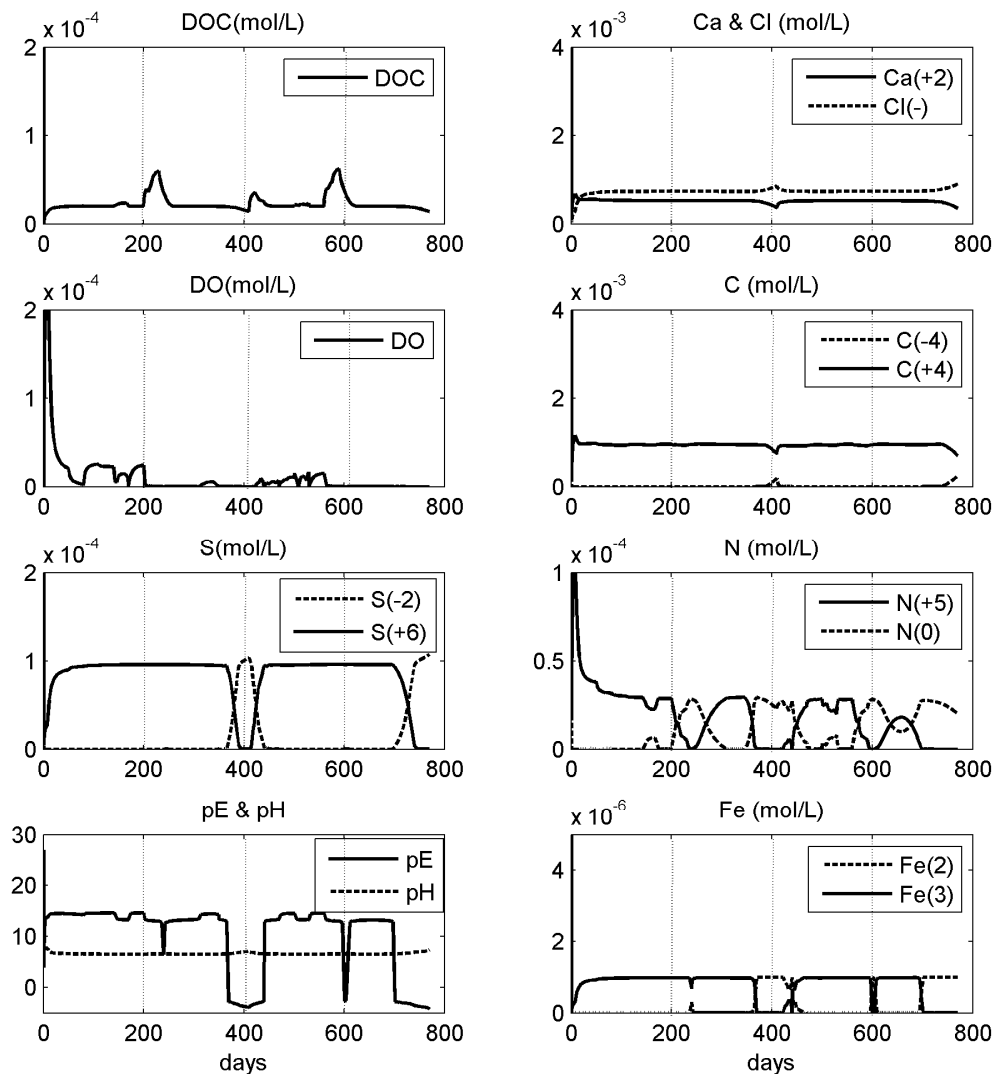 DOC(mol/L)
x 10^-4
2
1
0
0 200 400 600 800
DOC
Ca & Cl (mol/L)
x 10^-3
4
2
0
0 200 400 600 800
Ca(+2)
Cl(-)
DO(mol/L)
x 10^-4
2
1
0
0 200 400 600 800
DO
C (mol/L)
x 10^-3
4
2
0
0 200 400 600 800
C(-4)
C(+4)
S(mol/L)
x 10^-4
2
1
0
0 200 400 600 800
S(-2)
S(+6)
N (mol/L)
x 10^-4
1
0.5
0
0 200 400 600 800
N(+5)
N(0)
pE & pH
30
20
10
0
0 200 400 600 800
days
pE
pH
Fe (mol/L)
x 10^-6
4
2
0
0 200 400 600 800
days
Fe(2)
Fe(3)